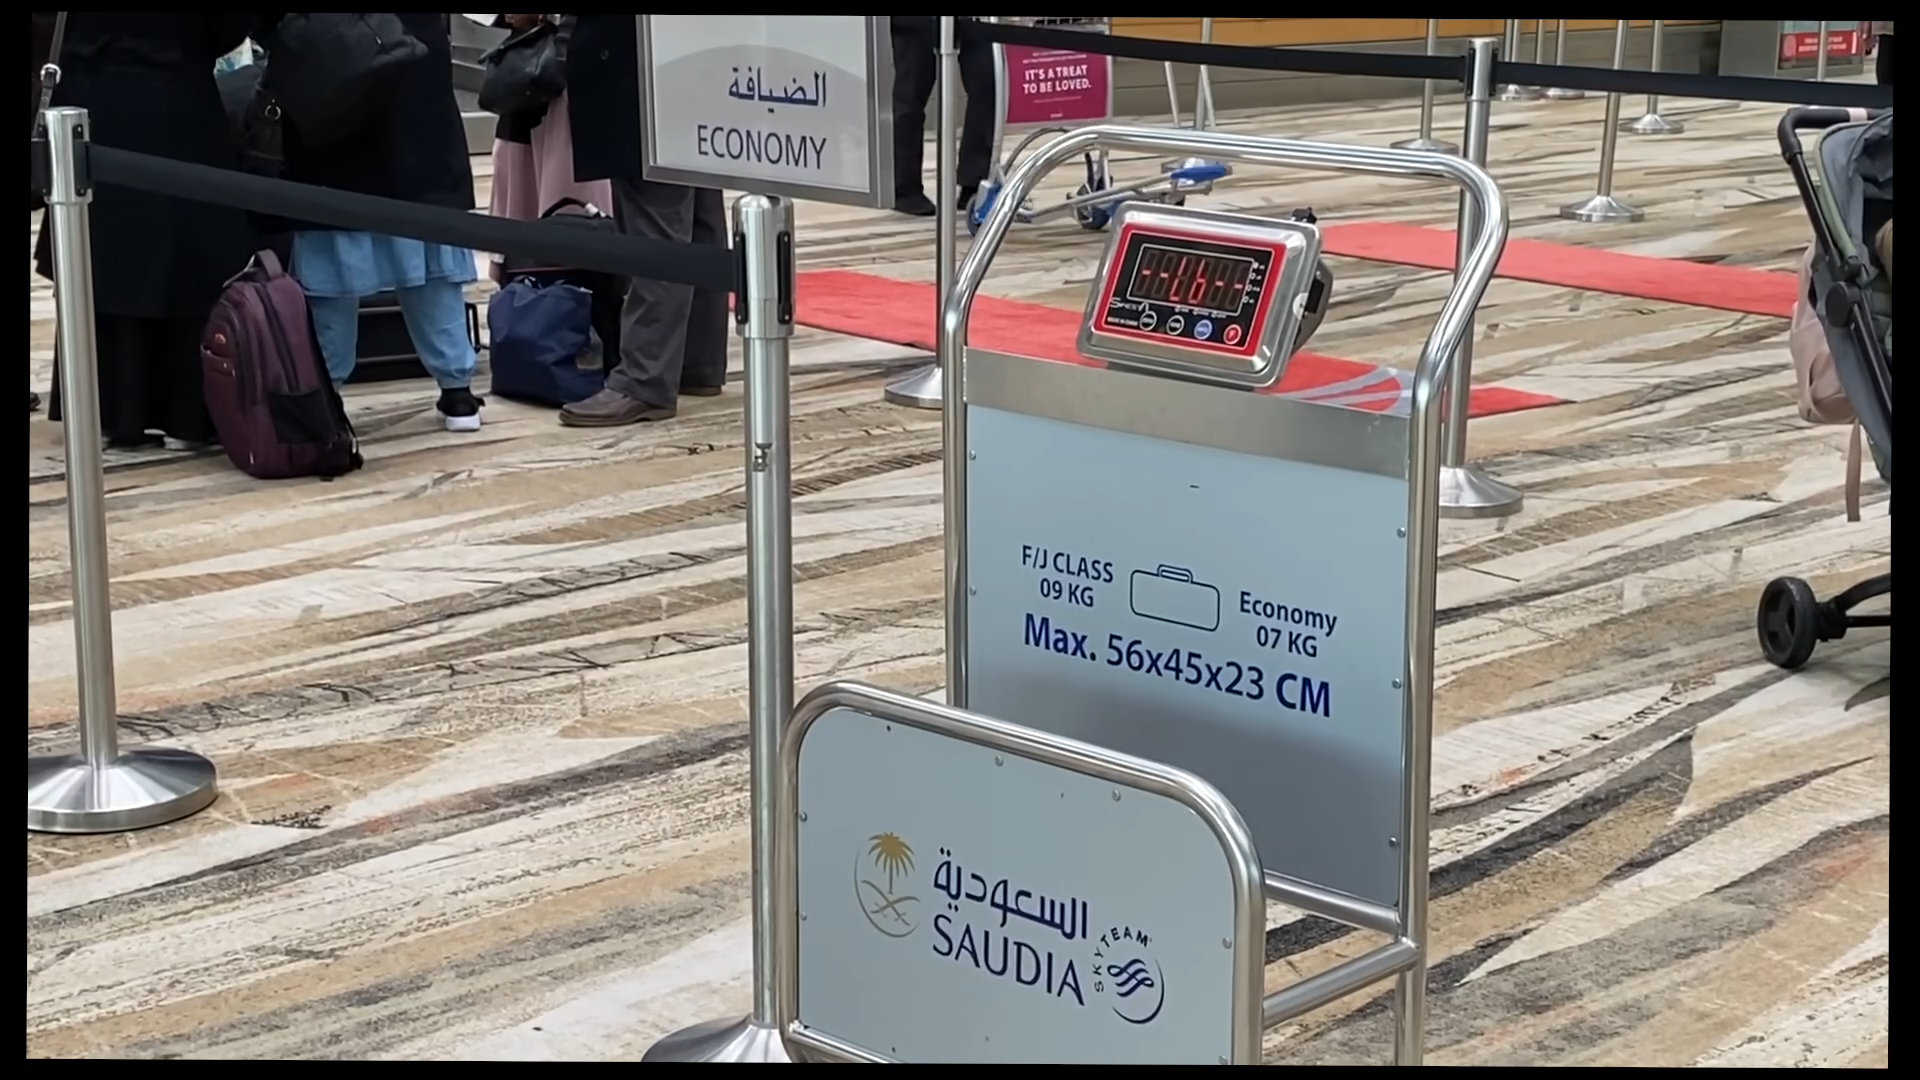 الضيافة
ECONOMY
IT'S A TREAT
TO BE LOVED.
--Lb--
F/J CLASS
09 KG
Economy
07 KG
Max. 56x45x23 CM
السعودية
SAUDIA
SKYTEAM